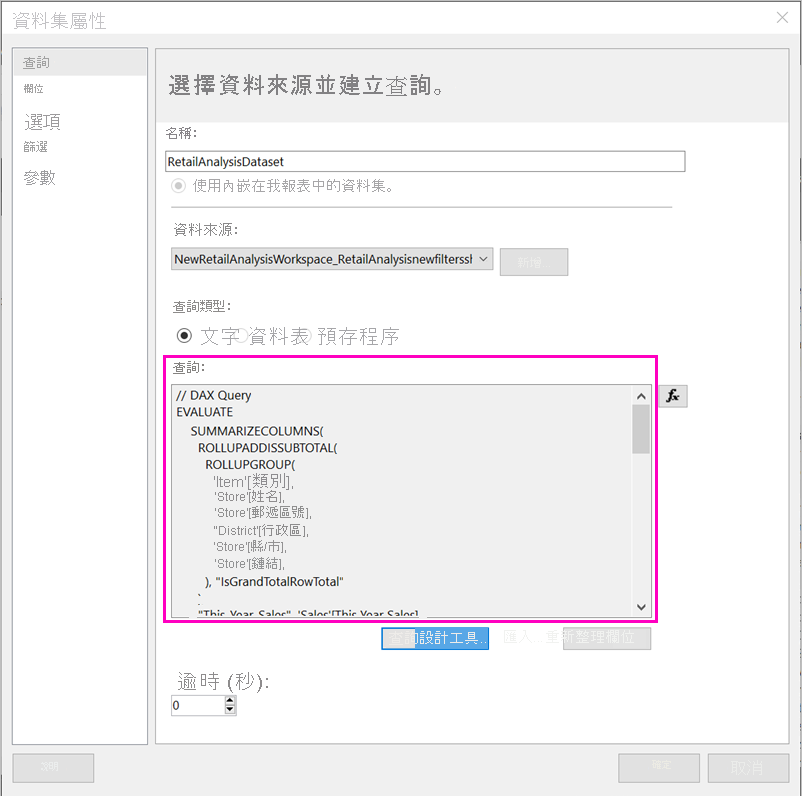 資料集屬性
查詢
欄位
選項
篩選
參數
選擇資料來源並建立查詢。
名稱:
RetailAnalysisDataset
使用內嵌在我報表中的資料集。
資料來源:
NewRetailAnalysisWorkspace_RetailAnalysisnewfiltersst
新增...
查詢類型:
文字 資料表 預存程序
查詢:
// DAX Query
EVALUATE
SUMMARIZECOLUMNS(
ROLLUPADDISSUBTOTAL(
ROLLUPGROUP(
'Item'[類別],
'Store'[姓名],
'Store'[郵遞區號],
"District'[行政區],
'Store'[縣/市],
'Store'[鏈結],
), "IsGrandTotalRowTotal"
"This Year Sales", 'Sales'[This Year Sales]
fx
查詢設計工具... 匯入... 重新整理欄位
逾時 (秒):
0
說明
確定 取消